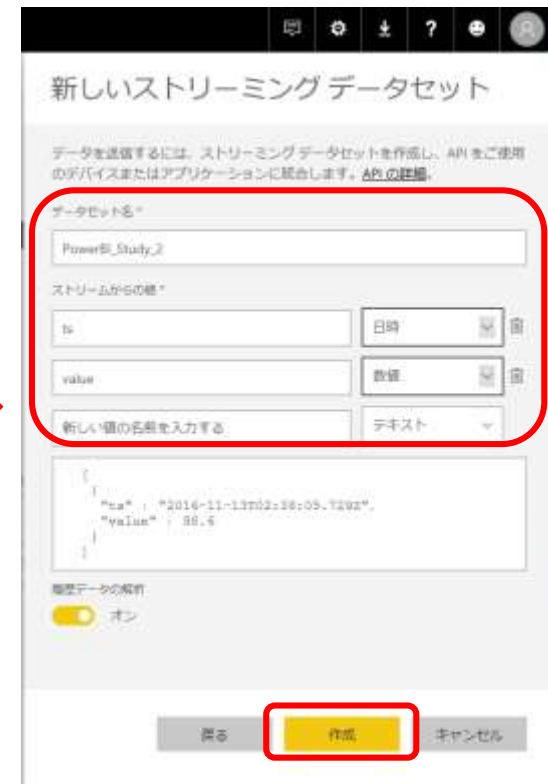 ?
新しいストリーミング データセット
データを送信するには、ストリーミング データセットを作成し、API をご使用
のデバイスまたはアプリケーションに統合します。API の詳細。
データセット名*
PowerBI_Study_2
ストリームからの値*
ts 日時
value 数値
新しい値の名前を入力する テキスト
[
{
"ts" : "2016-11-13T02:38:05.729Z",
"value" : 98.6
}
]
履歴データの解析
オン
戻る 作成 キャンセル